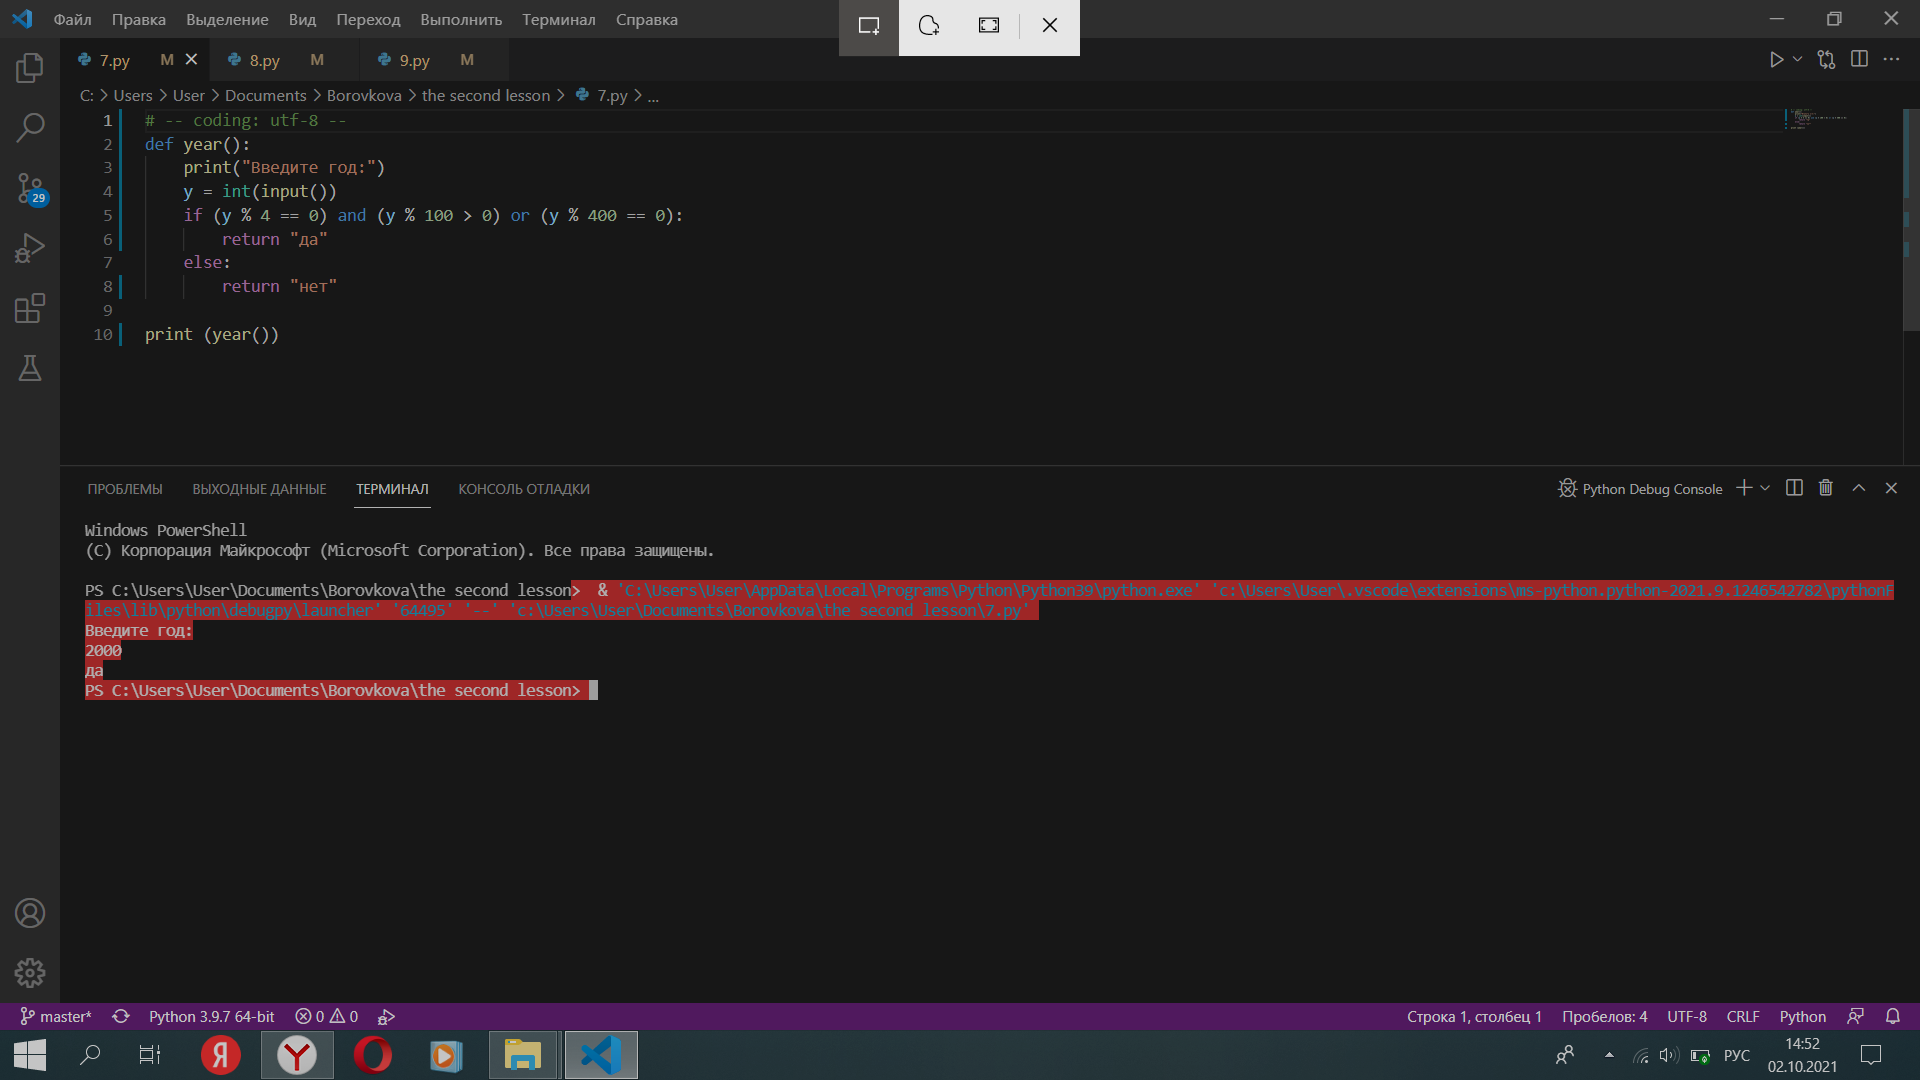 Файл Правка Выделение Вид Переход Выполнить Терминал Справка
7.py M 8.py M 9.py M
C: > Users > User > Documents > Borovkova > the second lesson > 7.py > ...
1 # -- coding: utf-8 --
2 def year():
3 print("Введите год:")
4 y = int(input())
5 if (y % 4 == 0) and (y % 100 > 0) or (y % 400 == 0):
6 return "да"
7 else:
8 return "нет"
9
10 print (year())
ПРОБЛЕМЫ ВЫХОДНЫЕ ДАННЫЕ ТЕРМИНАЛ КОНСОЛЬ ОТЛАДКИ Python Debug Console
Windows PowerShell
(C) Корпорация Майкрософт (Microsoft Corporation). Все права защищены.
PS C:\Users\User\Documents\Borovkova\the second lesson> & 'C:\Users\User\AppData\Local\Programs\Python\Python39\python.exe' 'c:\Users\User\.vscode\extensions\ms-python.python-2021.9.1246542782\pythonF
iles\lib\python\debugpy\launcher' '64495' '--' 'c:\Users\User\Documents\Borovkova\the second lesson\7.py'
Введите год:
2000
да
PS C:\Users\User\Documents\Borovkova\the second lesson>
29
master* Python 3.9.7 64-bit 0 0 Строка 1, столбец 1 Пробелов: 4 UTF-8 CRLF Python
Я Y РУС 14:52
02.10.2021